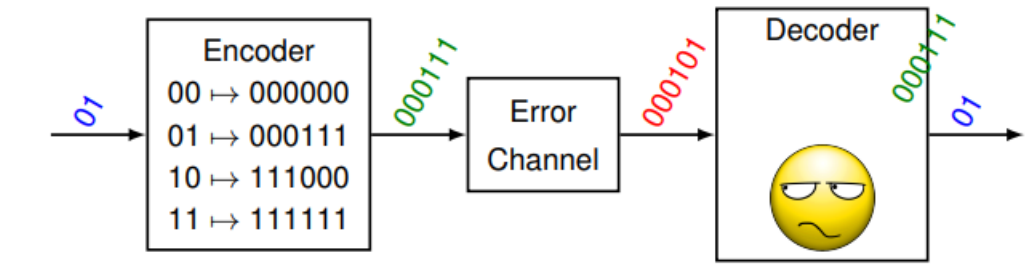 01
Encoder
00 ↦ 000000
01 ↦ 000111
10 ↦ 111000
11 ↦ 111111
000111
Error
Channel
000101
Decoder
000111
01